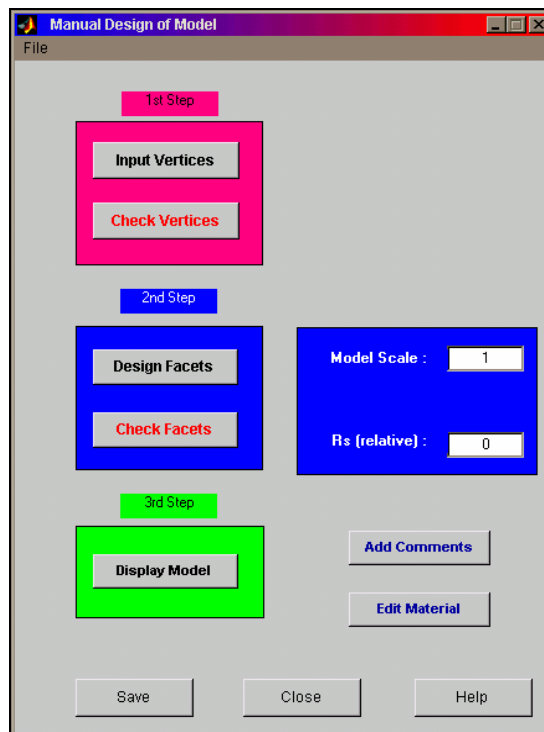 Manual Design of Model
File
1st Step
Input Vertices
Check Vertices
2nd Step
Design Facets
Check Facets
Model Scale : 1
Rs (relative) : 0
3rd Step
Display Model
Add Comments
Edit Material
Save Close Help